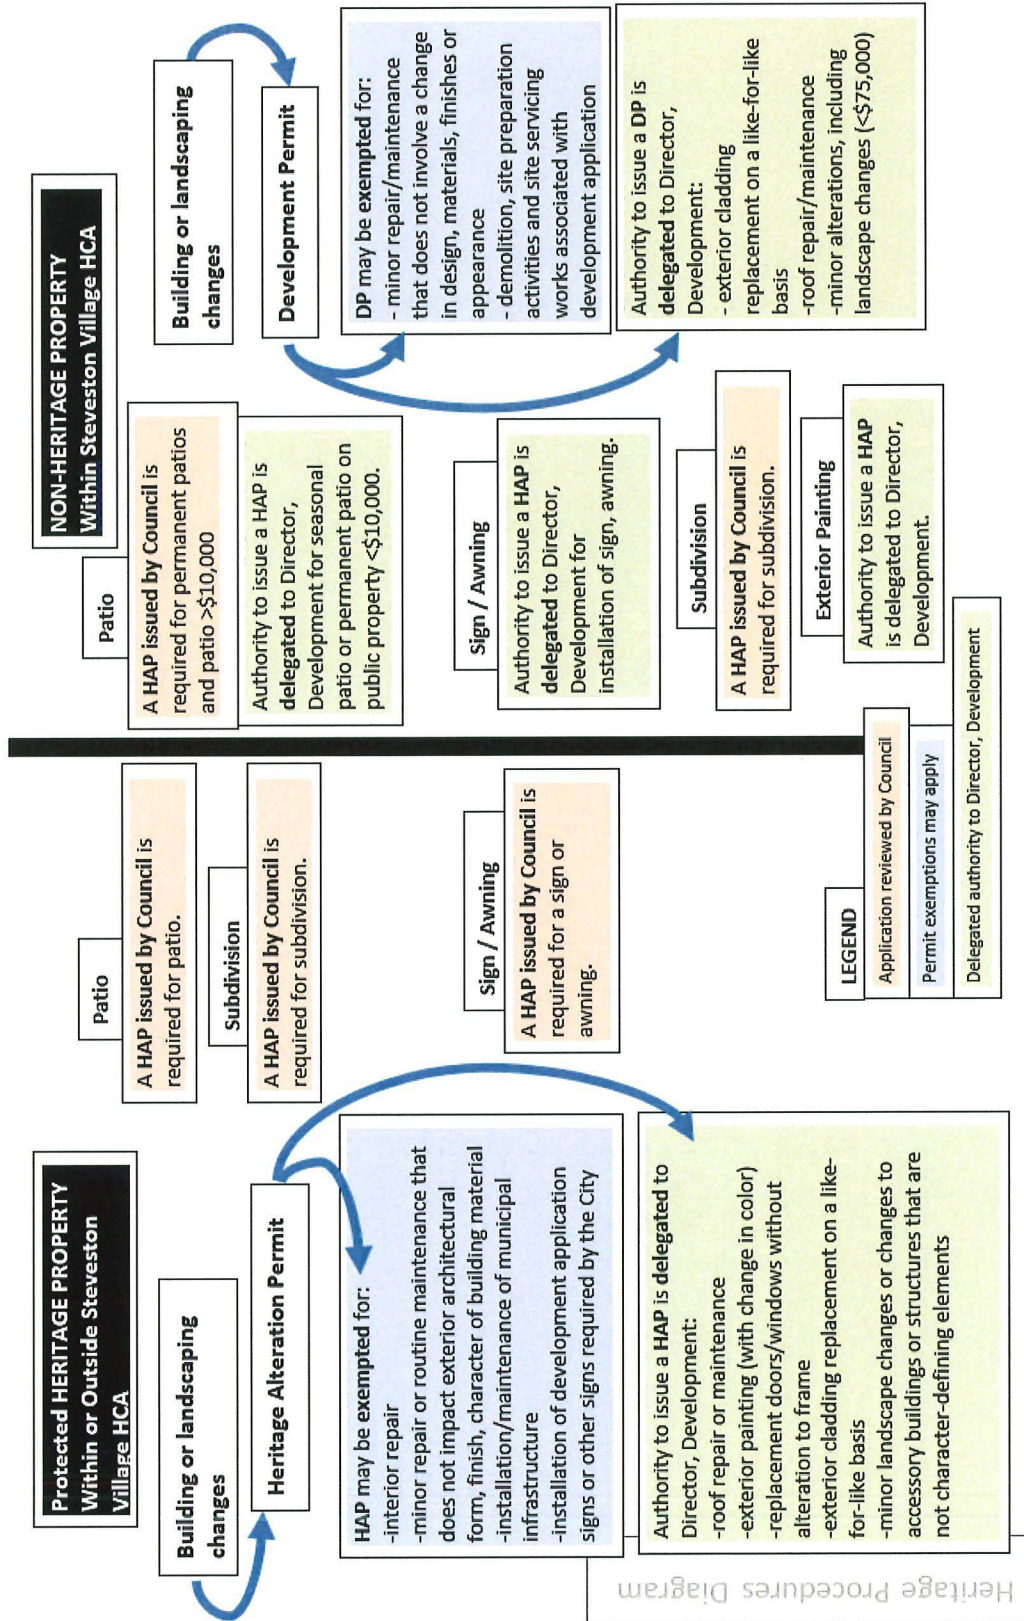 Heritage Procedures Diagram
PROTECTED HERITAGE PROPERTY
Within or Outside Steveston
Village HCA
Building or landscaping
changes
Heritage Alteration Permit
HAP may be exempted for:
-interior repair
-minor repair or routine maintenance that
does not impact exterior architectural
form, finish, character of building material
-installation/maintenance of municipal
infrastructure
-installation of development application
signs or other signs required by the City
Authority to issue a HAP is delegated to
Director, Development:
-roof repair or maintenance
-exterior painting (with change in color)
-replacement doors/windows without
alteration to frame
-exterior cladding replacement on a like-
for-like basis
-minor landscape changes or changes to
accessory buildings or structures that are
not character-defining elements
Patio
A HAP issued by Council is
required for patio.
Subdivision
A HAP issued by Council is
required for subdivision.
Sign / Awning
A HAP issued by Council is
required for a sign or
awning.
NON-HERITAGE PROPERTY
Within Steveston Village HCA
Patio
A HAP issued by Council is
required for permanent patios
and patio >$10,000
Authority to issue a HAP is
delegated to Director,
Development for seasonal
patio or permanent patio on
public property <$10,000.
Sign / Awning
Authority to issue a HAP is
delegated to Director,
Development for
installation of sign, awning.
Subdivision
A HAP issued by Council is
required for subdivision.
Exterior Painting
Authority to issue a HAP
is delegated to Director,
Development.
Building or landscaping
changes
Development Permit
DP may be exempted for:
- minor repair/maintenance
that does not involve a change
in design, materials, finishes or
appearance
- demolition, site preparation
activities and site servicing
works associated with
development application
Authority to issue a DP is
delegated to Director,
Development:
- exterior cladding
replacement on a like-for-like
basis
-roof repair/maintenance
-minor alterations, including
landscape changes (<$75,000)
LEGEND
Application reviewed by Council
Permit exemptions may apply
Delegated authority to Director, Development